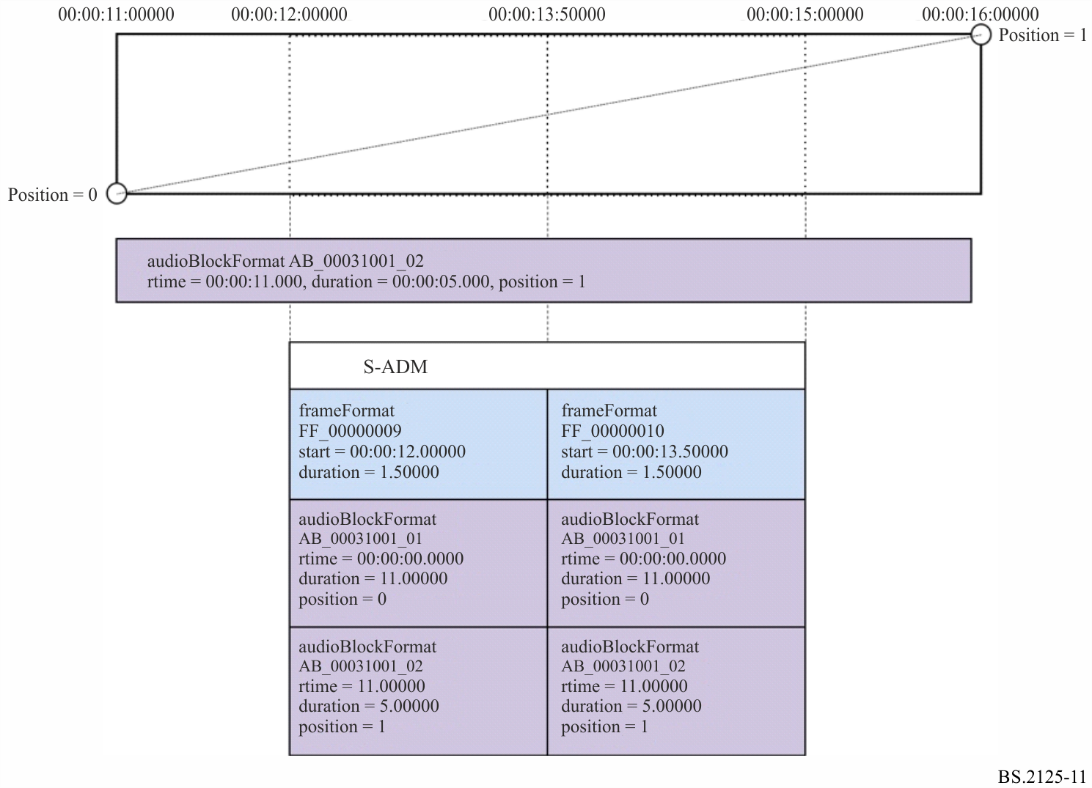 00:00:11:00000 00:00:12:00000 00:00:13:50000 00:00:15:00000 00:00:16:00000
Position = 1
Position = 0
audioBlockFormat AB_00031001_02
rtime = 00:00:11.000, duration = 00:00:05.000, position = 1
S-ADM
frameFormat
FF_00000009
start = 00:00:12.00000
duration = 1.50000
frameFormat
FF_00000010
start = 00:00:13.50000
duration = 1.50000
audioBlockFormat
AB_00031001_01
rtime = 00:00:00.0000
duration = 11.00000
position = 0
audioBlockFormat
AB_00031001_01
rtime = 00:00:00.0000
duration = 11.00000
position = 0
audioBlockFormat
AB_00031001_02
rtime = 11.00000
duration = 5.00000
position = 1
audioBlockFormat
AB_00031001_02
rtime = 11.00000
duration = 5.00000
position = 1
BS.2125-11